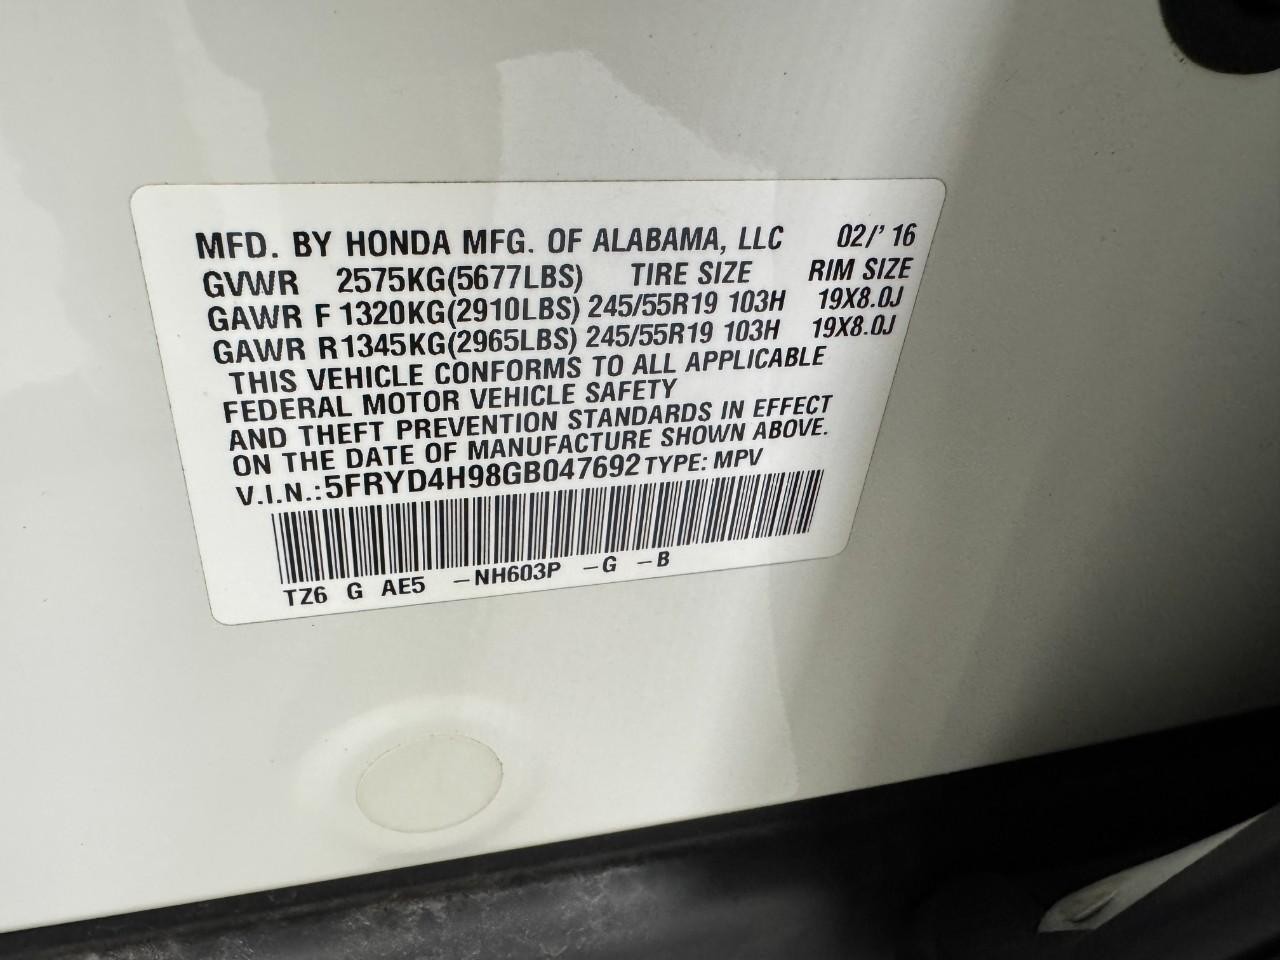 MFD. BY HONDA MFG. OF ALABAMA, LLC 02/' 16
GVWR 2575KG(5677LBS) TIRE SIZE RIM SIZE
GAWR F 1320KG(2910LBS) 245/55R19 103H 19X8.0J
GAWR R1345KG(2965LBS) 245/55R19 103H 19X8.0J
THIS VEHICLE CONFORMS TO ALL APPLICABLE
FEDERAL MOTOR VEHICLE SAFETY
AND THEFT PREVENTION STANDARDS IN EFFECT
ON THE DATE OF MANUFACTURE SHOWN ABOVE.
V.I.N.:5FRYD4H98GB047692 TYPE: MPV
TZ6 G AE5 -NH603P -G -B